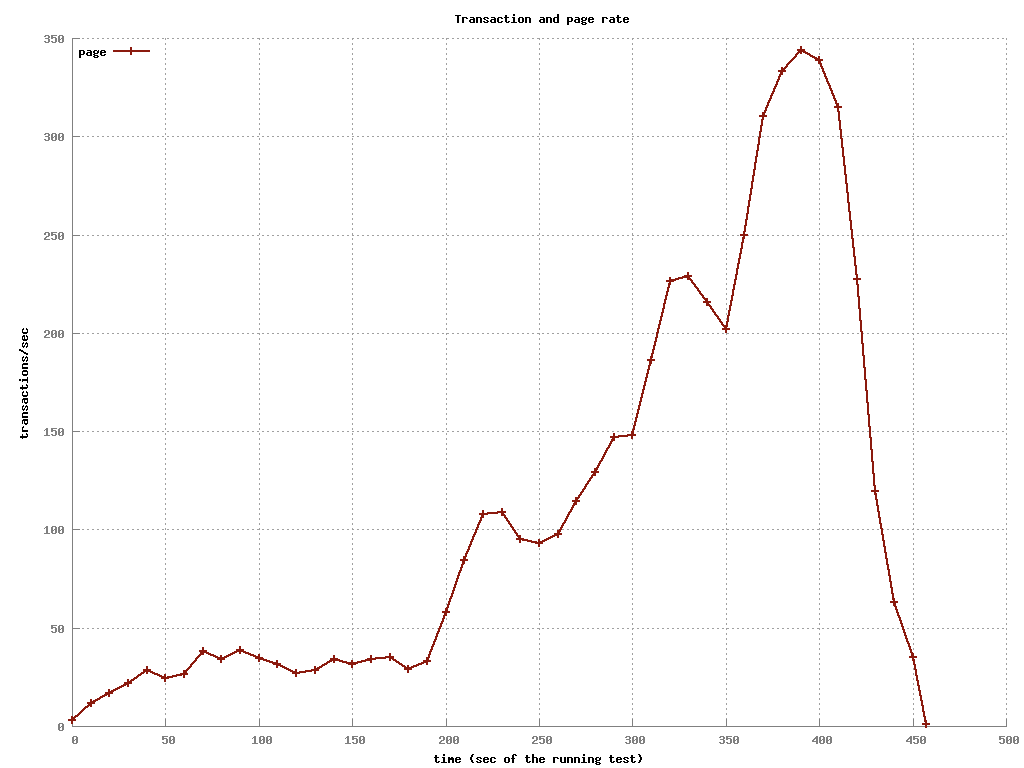 Transaction and page rate
page
350
300
250
200
150
100
50
0
transactions/sec
0 50 100 150 200 250 300 350 400 450 500
time (sec of the running test)